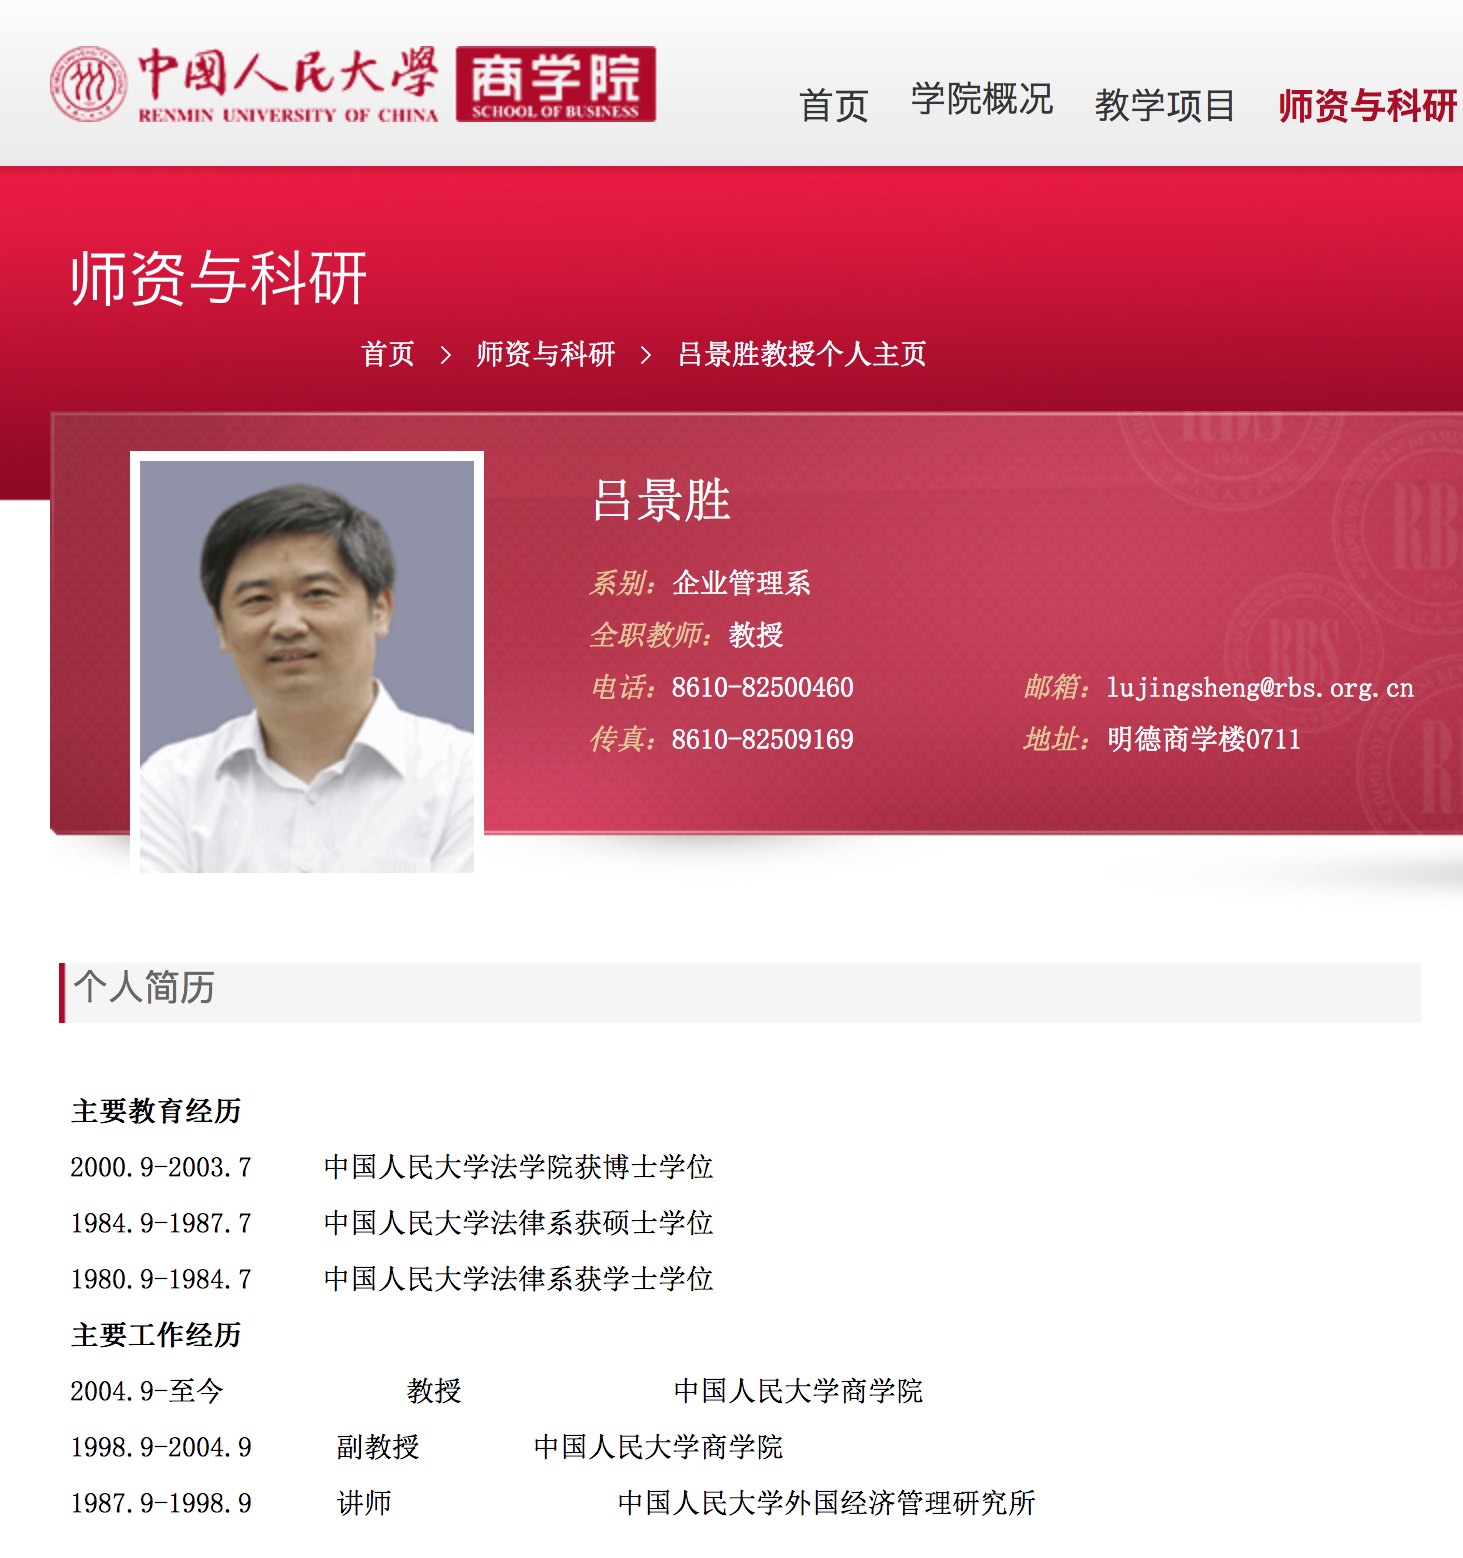 中國人民大學 商学院
RENMIN UNIVERSITY OF CHINA SCHOOL OF BUSINESS
首页 学院概况 教学项目 师资与科研
师资与科研
首页 > 师资与科研 > 吕景胜教授个人主页
吕景胜
系别：企业管理系
全职教师：教授
电话：8610-82500460 邮箱：lujingsheng@rbs.org.cn
传真：8610-82509169 地址：明德商学楼0711
RBS
1950
RBS
RBS
个人简历
主要教育经历
2000.9-2003.7 中国人民大学法学院获博士学位
1984.9-1987.7 中国人民大学法律系获硕士学位
1980.9-1984.7 中国人民大学法律系获学士学位
主要工作经历
2004.9-至今 教授 中国人民大学商学院
1998.9-2004.9 副教授 中国人民大学商学院
1987.9-1998.9 讲师 中国人民大学外国经济管理研究所